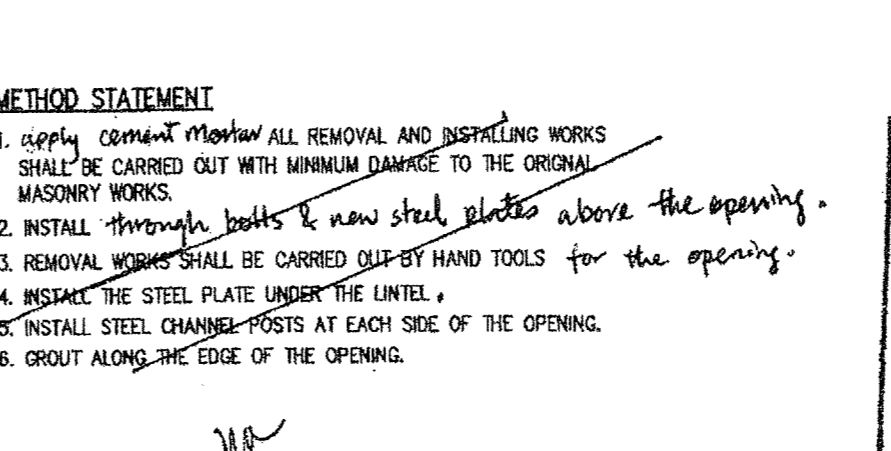 METHOD STATEMENT
1. apply cement mortar ALL REMOVAL AND INSTALLING WORKS
SHALL BE CARRIED OUT WITH MINIMUM DAMAGE TO THE ORIGNAL
MASONRY WORKS.
2. INSTALL through bolts & new steel plates above the opening.
3. REMOVAL WORKS SHALL BE CARRIED OUT BY HAND TOOLS for the opening.
4. INSTALL THE STEEL PLATE UNDER THE LINTEL.
5. INSTALL STEEL CHANNEL POSTS AT EACH SIDE OF THE OPENING.
6. GROUT ALONG THE EDGE OF THE OPENING.